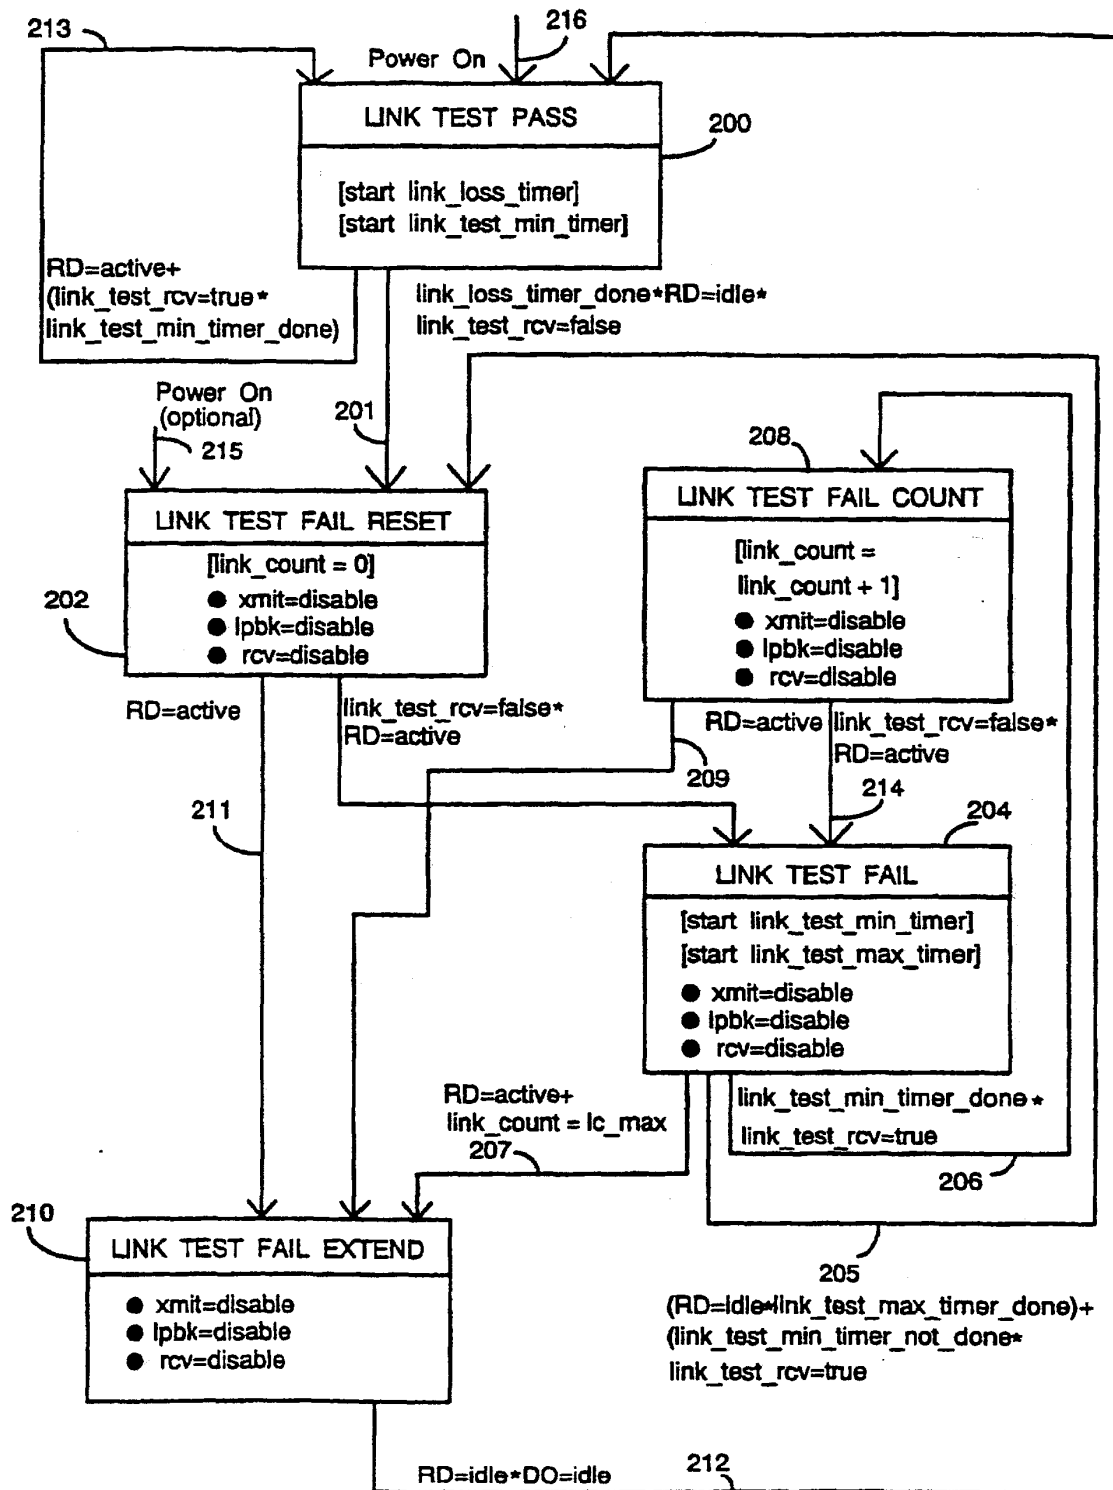 213
216
Power On
LINK TEST PASS
200
[start link_loss_timer]
[start link_test_min_timer]
RD=active+
(link_test_rcv=true*
link_test_min_timer_done)
link_loss_timer_done*RD=idle*
link_test_rcv=false
Power On
(optional)
215
201
208
LINK TEST FAIL RESET
[link_count = 0]
● xmit=disable
● lpbk=disable
● rcv=disable
202
LINK TEST FAIL COUNT
[link_count =
link_count + 1]
● xmit=disable
● lpbk=disable
● rcv=disable
RD=active
link_test_rcv=false*
RD=active
RD=active
link_test_rcv=false*
RD=active
209
211
214
204
LINK TEST FAIL
[start link_test_min_timer]
[start link_test_max_timer]
● xmit=disable
● lpbk=disable
● rcv=disable
RD=active+
link_count = lc_max
207
link_test_min_timer_done*
link_test_rcv=true
206
210
LINK TEST FAIL EXTEND
● xmit=disable
● lpbk=disable
● rcv=disable
205
(RD=idle*link_test_max_timer_done)+
(link_test_min_timer_not_done*
link_test_rcv=true
RD=idle*DO=idle
212